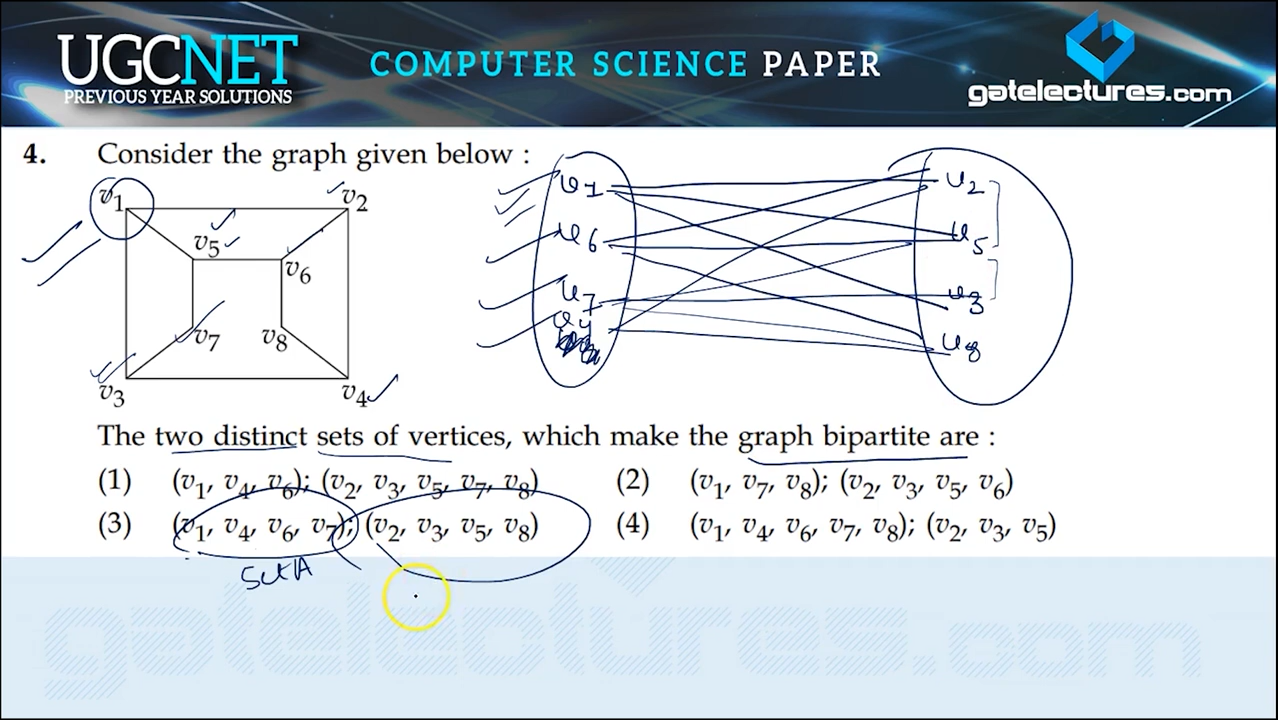 UGCNET
PREVIOUS YEAR SOLUTIONS
COMPUTER SCIENCE PAPER
gatelectures.com
4. Consider the graph given below :
v1 v2
v5
v6
v7 v8
v3 v4
v1 v2
v6 v5
v7 v3
v4 v8
The two distinct sets of vertices, which make the graph bipartite are :
(1) (v1, v4, v6); (v2, v3, v5, v7, v8) (2) (v1, v7, v8); (v2, v3, v5, v6)
(3) (v1, v4, v6, v7); (v2, v3, v5, v8) (4) (v1, v4, v6, v7, v8); (v2, v3, v5)
Set A
gatelectures.com